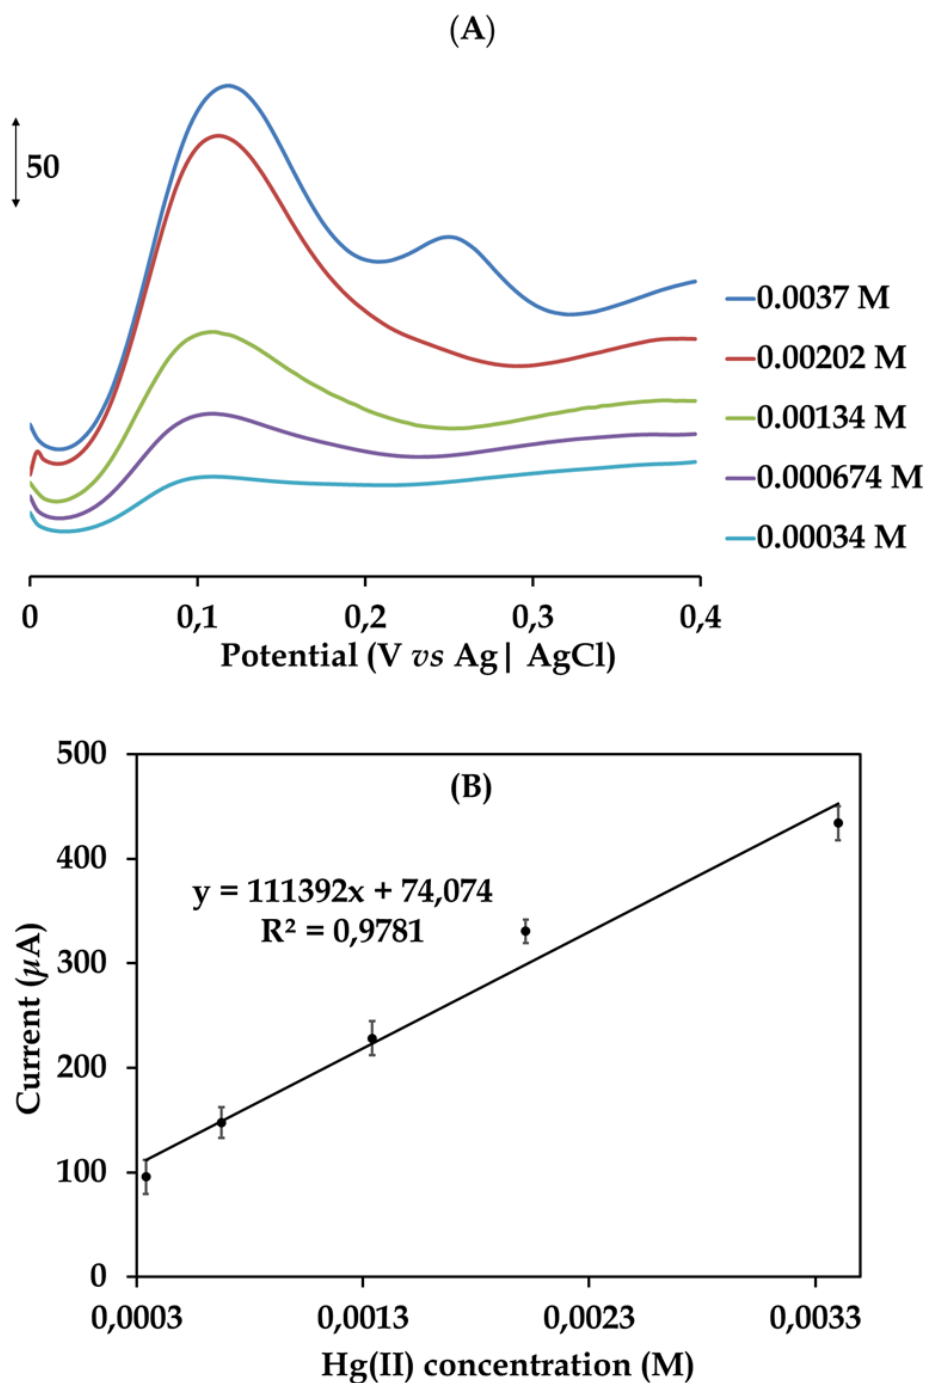 (A)
50
0.0037 M
0.00202 M
0.00134 M
0.000674 M
0.00034 M
0 0,1 0,2 0,3 0,4
Potential (V vs Ag| AgCl)
500
(B)
400
y = 111392x + 74,074
R² = 0,9781
300
200
100
0
Current (µA)
0,0003 0,0013 0,0023 0,0033
Hg(II) concentration (M)